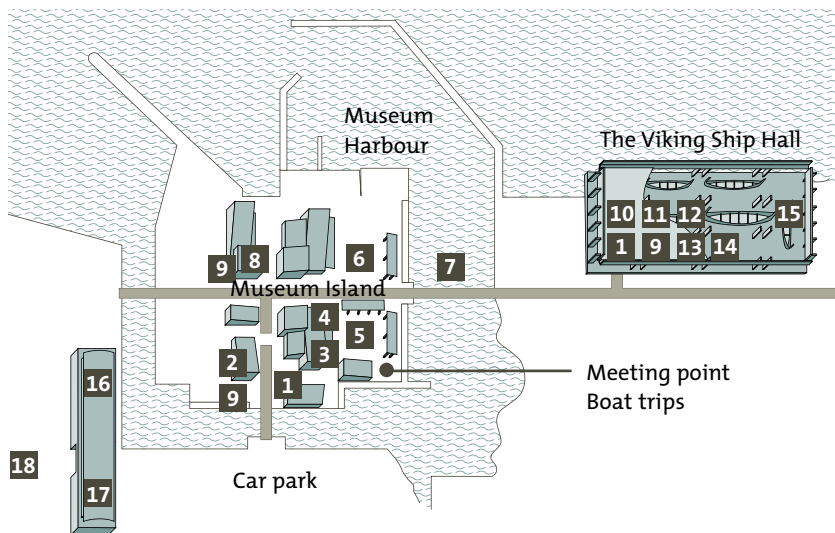 Museum
Harbour
The Viking Ship Hall
10 11 12 15
1 9 13 14
6
9 8 7
Museum Island
4
5
2 3
16 1
9
Meeting point
Boat trips
18
17
Car park